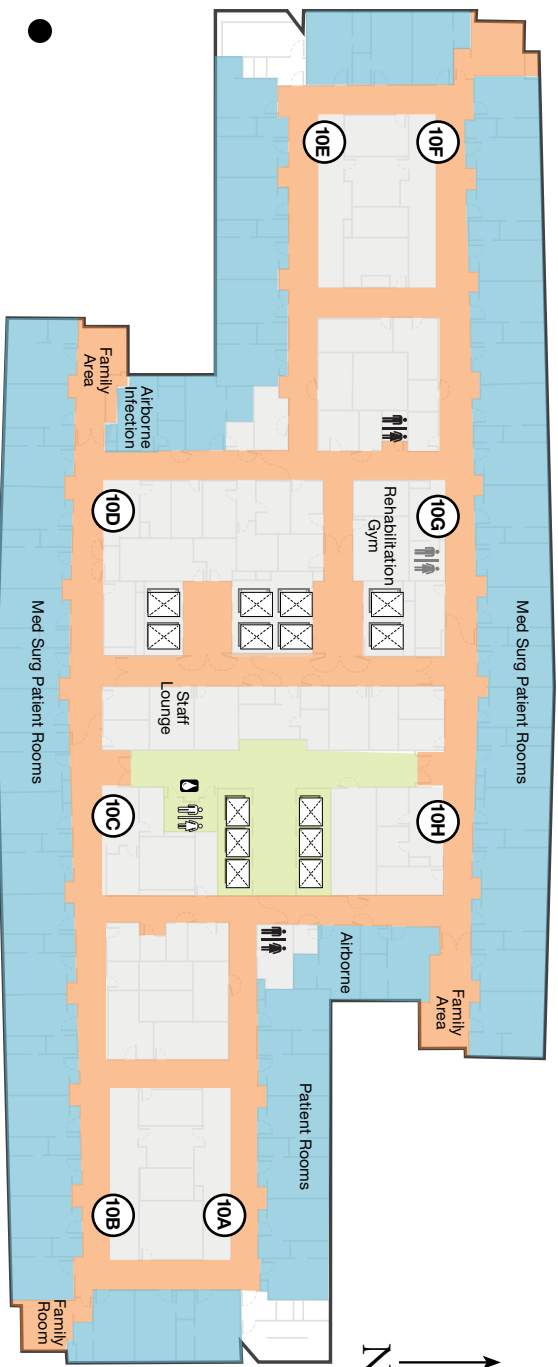 10F
10E
Family
Area
Airborne
Infection
10G
Rehabilitation
Gym
10D
Med Surg Patient Rooms
Med Surg Patient Rooms
Staff
Lounge
10H
10C
Airborne
Family
Area
Patient Rooms
10A
10B
Family
Room
N